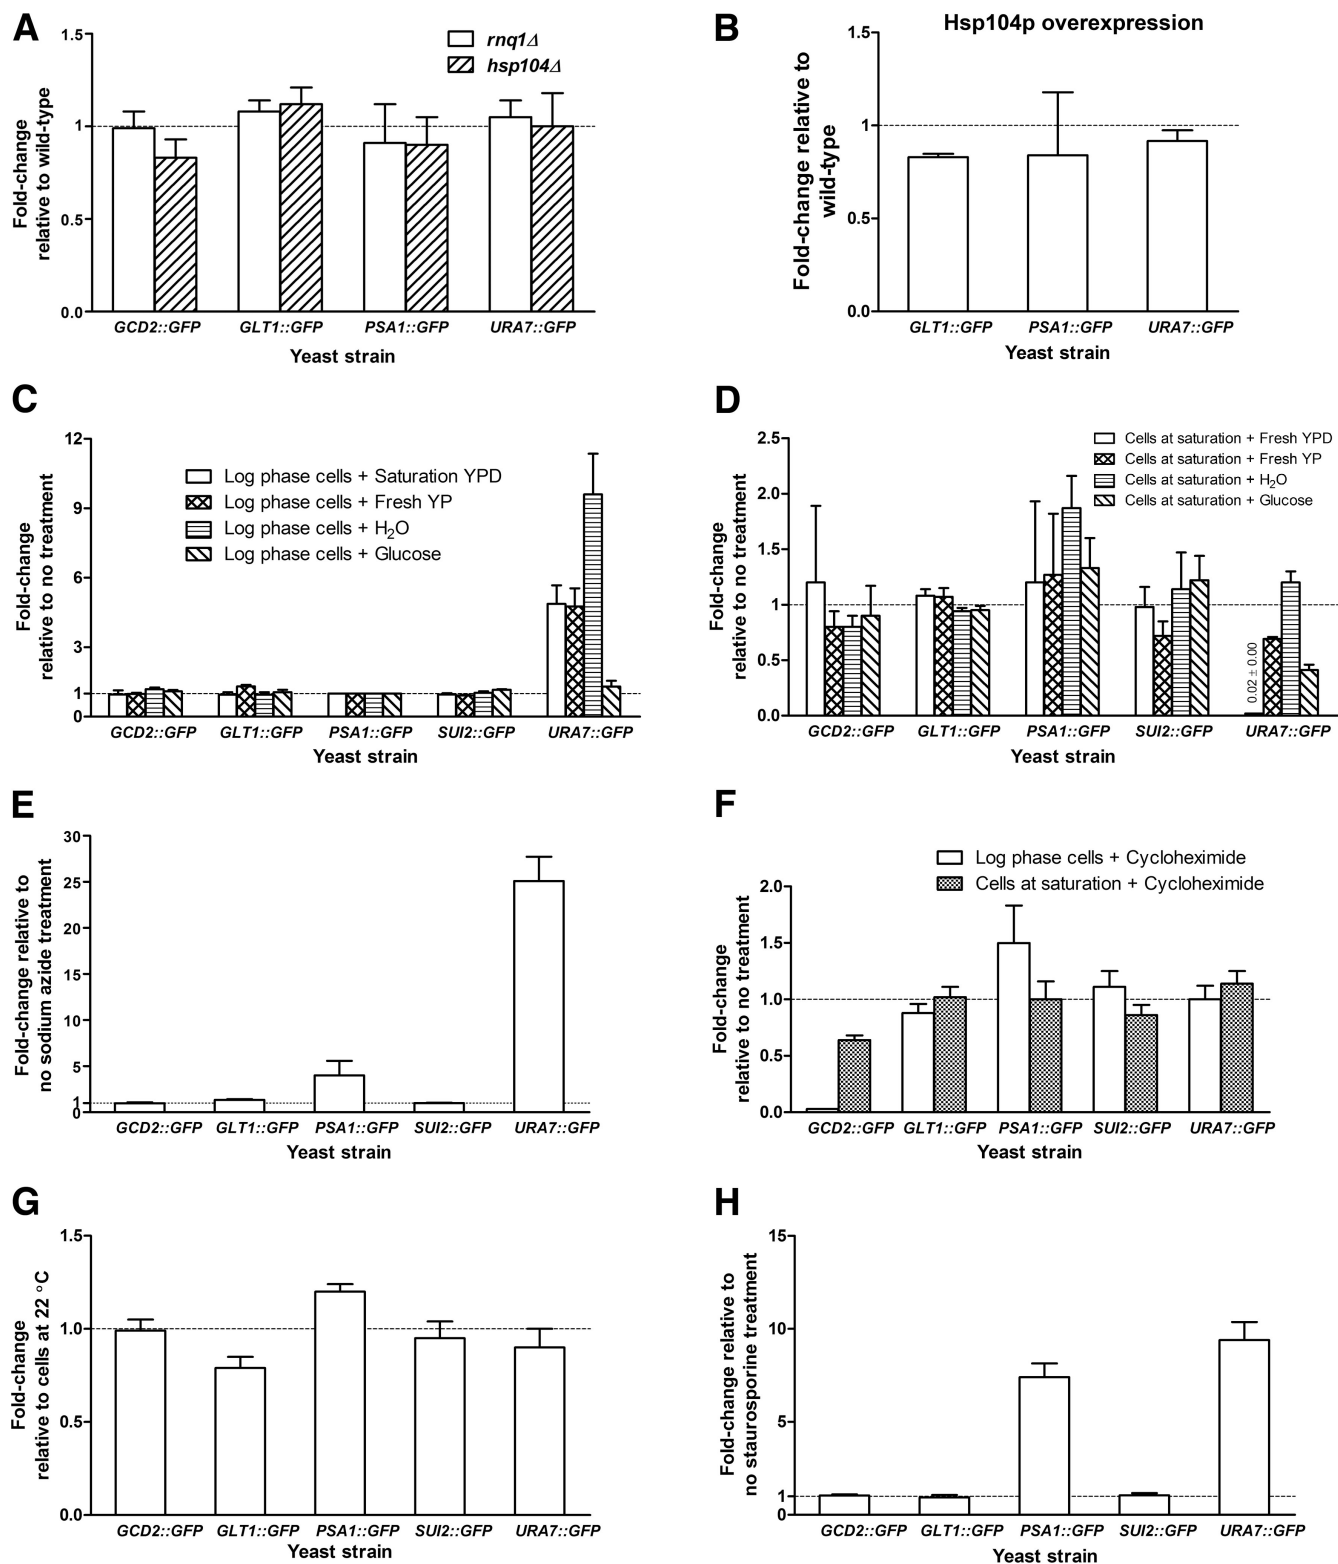 A
Fold-change
relative to wild-type
1.5
1
0.5
0.0
rnq1Δ
hsp104Δ
GCD2::GFP
GLT1::GFP
PSA1::GFP
URA7::GFP
Yeast strain
B
Hsp104p overexpression
Fold-change relative to
wild-type
1.5
1
0.5
0
GLT1::GFP
PSA1::GFP
URA7::GFP
Yeast strain
C
Fold-change
relative to no treatment
12
9
6
3
1
0
Log phase cells + Saturation YPD
Log phase cells + Fresh YP
Log phase cells + H₂O
Log phase cells + Glucose
GCD2::GFP
GLT1::GFP
PSA1::GFP
SUI2::GFP
URA7::GFP
Yeast strain
D
Fold-change
relative to no treatment
2.5
2.0
1.5
1
0.5
0.0
Cells at saturation + Fresh YPD
Cells at saturation + Fresh YP
Cells at saturation + H₂O
Cells at saturation + Glucose
0.02 ± 0.00
GCD2::GFP
GLT1::GFP
PSA1::GFP
SUI2::GFP
URA7::GFP
Yeast strain
E
Fold-change relative to
no sodium azide treatment
30
25
20
15
10
5
1
0
GCD2::GFP
GLT1::GFP
PSA1::GFP
SUI2::GFP
URA7::GFP
Yeast strain
F
Fold-change
relative to no treatment
2.0
1.5
1.0
0.5
0.0
Log phase cells + Cycloheximide
Cells at saturation + Cycloheximide
GCD2::GFP
GLT1::GFP
PSA1::GFP
SUI2::GFP
URA7::GFP
Yeast strain
G
Fold-change
relative to cells at 22 °C
1.5
1.0
0.5
0.0
GCD2::GFP
GLT1::GFP
PSA1::GFP
SUI2::GFP
URA7::GFP
Yeast strain
H
Fold-change relative to
no staurosporine treatment
15
10
5
1
0
GCD2::GFP
GLT1::GFP
PSA1::GFP
SUI2::GFP
URA7::GFP
Yeast strain